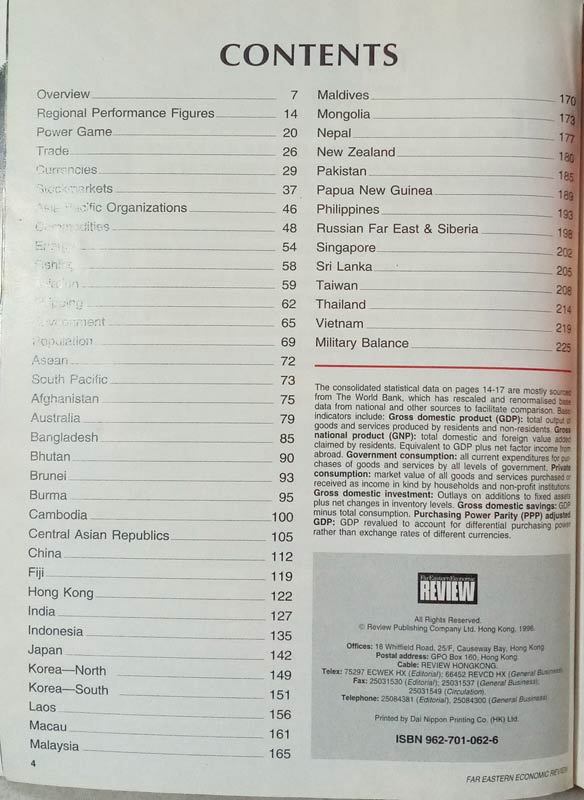 CONTENTS
Overview 7
Regional Performance Figures 14
Power Game 20
Trade 26
Currencies 29
Stockmarkets 37
Asia-Pacific Organizations 46
Commodities 48
Energy 54
Fishing 58
59
Shipping 62
Environment 65
Population 69
Asean 72
South Pacific 73
Afghanistan 75
Australia 79
Bangladesh 85
Bhutan 90
Brunei 93
Burma 95
Cambodia 100
Central Asian Republics 105
China 112
Fiji 119
Hong Kong 122
India 127
Indonesia 135
Japan 142
Korea—North 149
Korea—South 151
Laos 156
Macau 161
Malaysia 165
4
Maldives 170
Mongolia 173
Nepal 177
New Zealand 180
Pakistan 185
Papua New Guinea 189
Philippines 193
Russian Far East & Siberia 198
Singapore 202
Sri Lanka 205
Taiwan 208
Thailand 214
Vietnam 219
Military Balance 225
The consolidated statistical data on pages 14-17 are mostly sourced
from The World Bank, which has rescaled and renormalised base
data from national and other sources to facilitate comparison. Basic
indicators include: Gross domestic product (GDP): total output of
goods and services produced by residents and non-residents. Gross
national product (GNP): total domestic and foreign value added
claimed by residents. Equivalent to GDP plus net factor income from
abroad. Government consumption: all current expenditures for pur-
chases of goods and services by all levels of government. Private
consumption: market value of all goods and services purchased or
received as income in kind by households and non-profit institutions.
Gross domestic investment: Outlays on additions to fixed assets
plus net changes in inventory levels. Gross domestic savings: GDP
minus total consumption. Purchasing Power Parity (PPP) adjusted
GDP: GDP revalued to account for differential purchasing power
rather than exchange rates of different currencies.
Far Eastern Economic
REVIEW
All Rights Reserved.
© Review Publishing Company Ltd. Hong Kong, 1996.
Offices: 18 Whitfield Road, 25/F, Causeway Bay, Hong Kong.
Postal address: GPO Box 160, Hong Kong.
Cable: REVIEW HONGKONG.
Telex: 75297 ECWEK HX (Editorial); 66452 REVCD HX (General Business);
Fax: 25031530 (Editorial); 25031537 (General Business);
25031549 (Circulation).
Telephone: 25084381 (Editorial), 25084300 (General Business).
Printed by Dai Nippon Printing Co. (HK) Ltd.
ISBN 962-701-062-6
FAR EASTERN ECONOMIC REVIEW